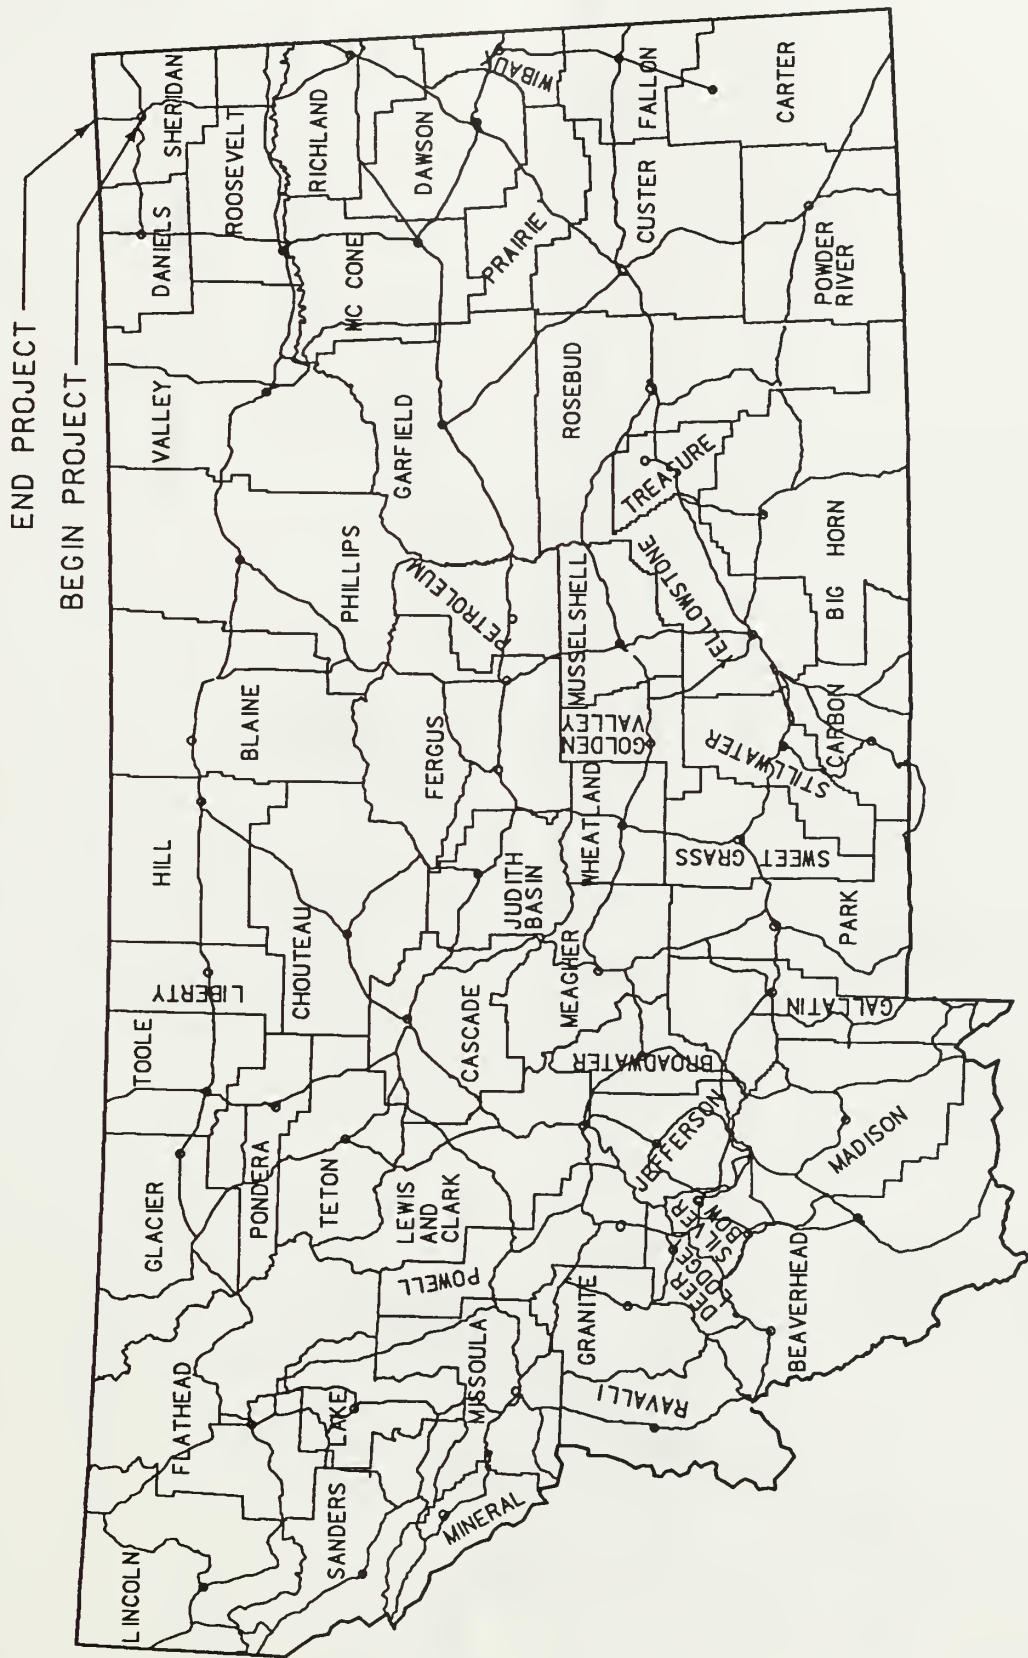 END PROJECT
BEGIN PROJECT
LINCOLN
FLATHEAD
GLACIER
TOOLE
LIBERTY
HILL
BLAINE
PHILLIPS
VALLEY
DANIELS
SHERIDAN
ROOSEVELT
SANDERS
LAKE
PONDERA
TETON
CHOUTEAU
RICHLAND
MC CONE
GARFIELD
PETROLEUM
FERGUS
DAWSON
PRAIRIE
WIBAUX
MINERAL
MISSOULA
POWELL
LEWIS
AND
CLARK
CASCADE
JUDITH
BASIN
MEAGHER
WHEATLAND
GOLDEN
VALLEY
MUSSELSHELL
ROSEBUD
TREASURE
CUSTER
FALLON
RAVALLI
GRANITE
DEER
LODGE
SILVER
BOW
JEFFERSON
BROADWATER
GALLATIN
PARK
SWEET
GRASS
STILLWATER
YELLOWSTONE
CARBON
BIG HORN
POWDER
RIVER
CARTER
BEAVERHEAD
MADISON